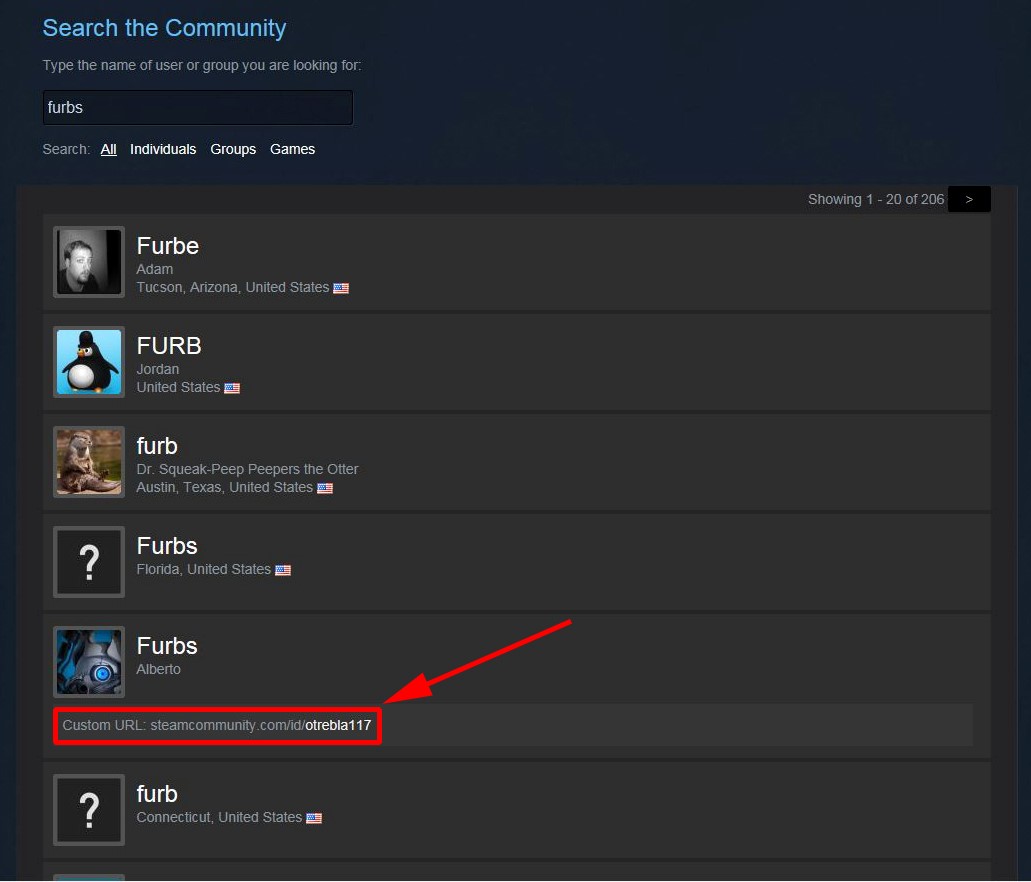 Search the Community
Type the name of user or group you are looking for:
furbs
Search: All Individuals Groups Games
Showing 1 - 20 of 206 >
Furbe
Adam
Tucson, Arizona, United States
FURB
Jordan
United States
furb
Dr. Squeak-Peep Peepers the Otter
Austin, Texas, United States
?
Furbs
Florida, United States
Furbs
Alberto
Custom URL: steamcommunity.com/id/otrebla117
?
furb
Connecticut, United States